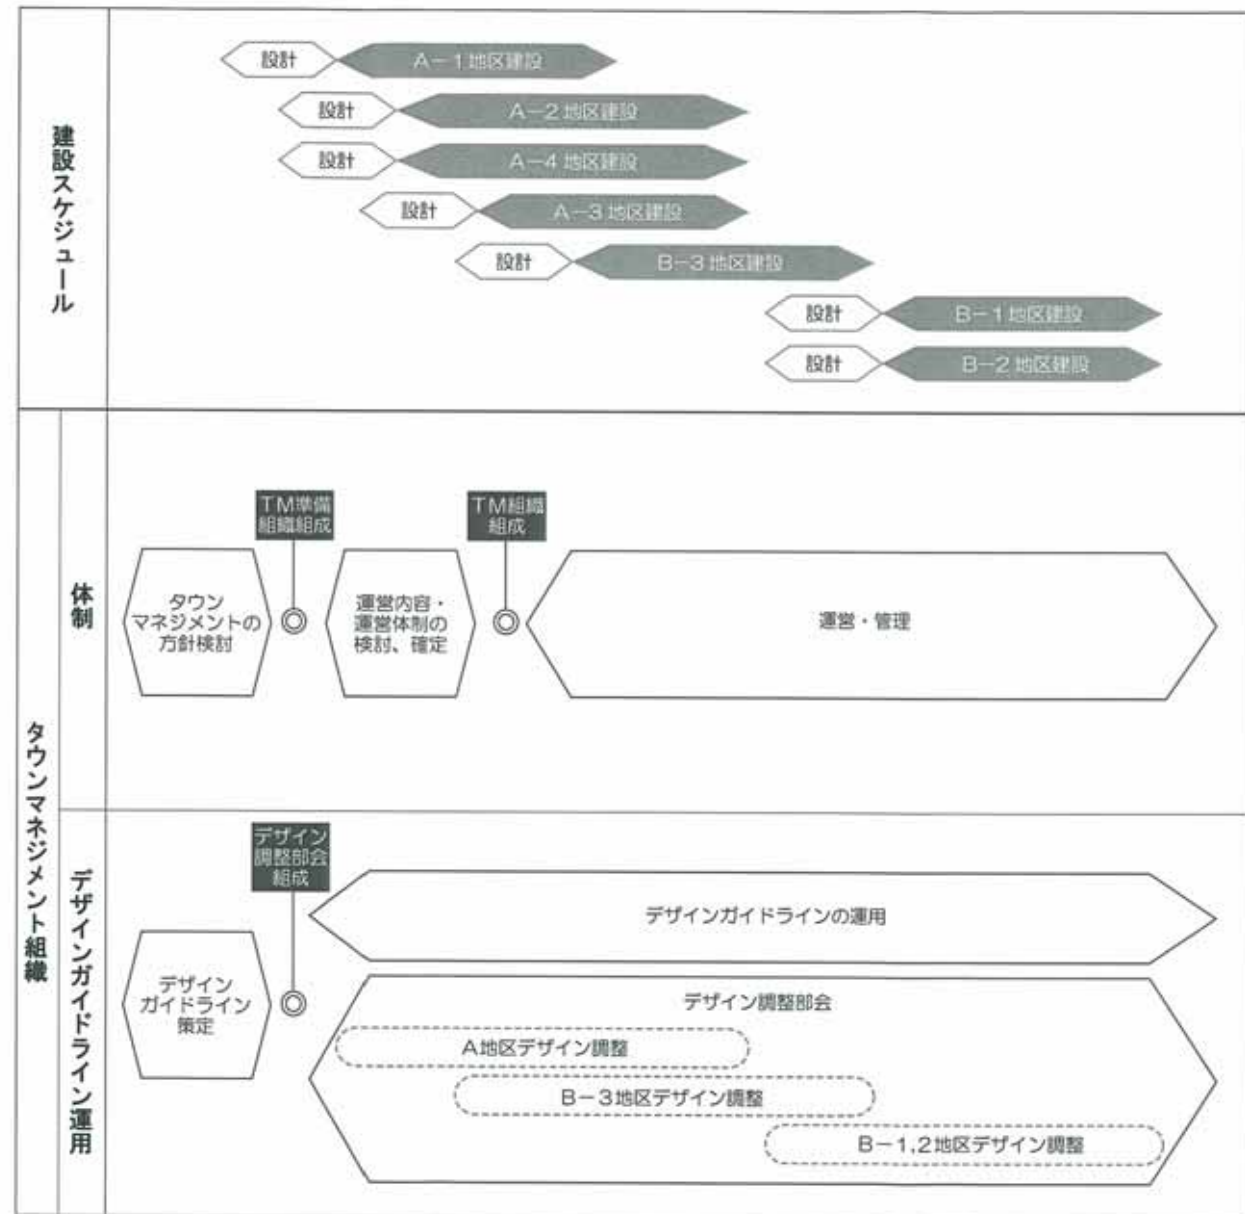 建設スケジュール
設計
A－1地区建設
設計
A－2地区建設
設計
A－4地区建設
設計
A－3地区建設
設計
B－3地区建設
設計
B－1地区建設
設計
B－2地区建設
タウンマネジメント組織
体制
TM準備
組織組成
TM組織
組成
タウン
マネジメントの
方針検討
運営内容・
運営体制の
検討、確定
運営・管理
デザインガイドライン運用
デザイン
調整部会
組成
デザインガイドラインの運用
デザイン
ガイドライン
策定
デザイン調整部会
A地区デザイン調整
B－3地区デザイン調整
B－1,2地区デザイン調整